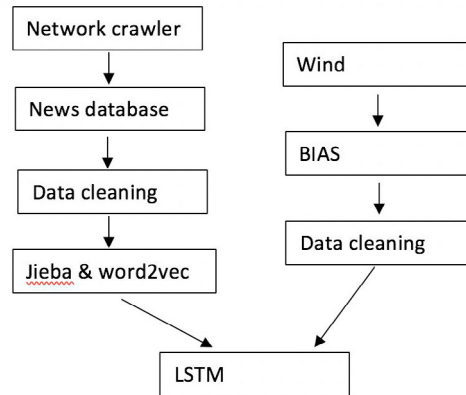 Network crawler
News database
Data cleaning
Jieba & word2vec
Wind
BIAS
Data cleaning
LSTM